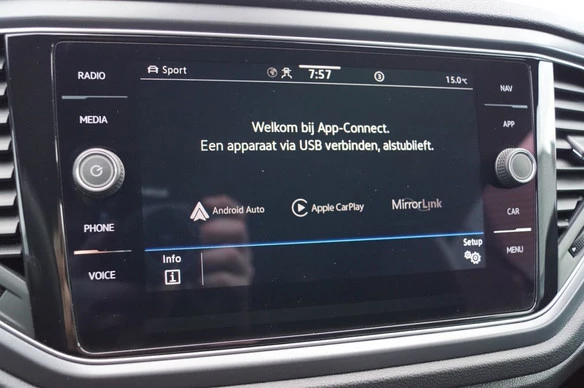 RADIO
MEDIA
PHONE
VOICE
Sport
7:57
3
15.0°C
Welkom bij App-Connect.
Een apparaat via USB verbinden, alstublieft.
Android Auto
Apple CarPlay
MirrorLink
Info
i
Setup
NAV
APP
CAR
MENU